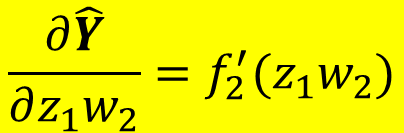 ∂Ŷ/∂z₁w₂ = f₂′(z₁w₂)